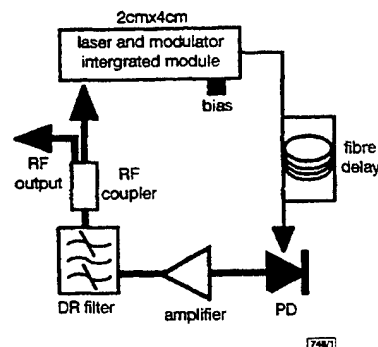 2cmx4cm
laser and modulator
intergrated module
bias
fibre
delay
RF
output
RF
coupler
DR filter
amplifier
PD
748/1